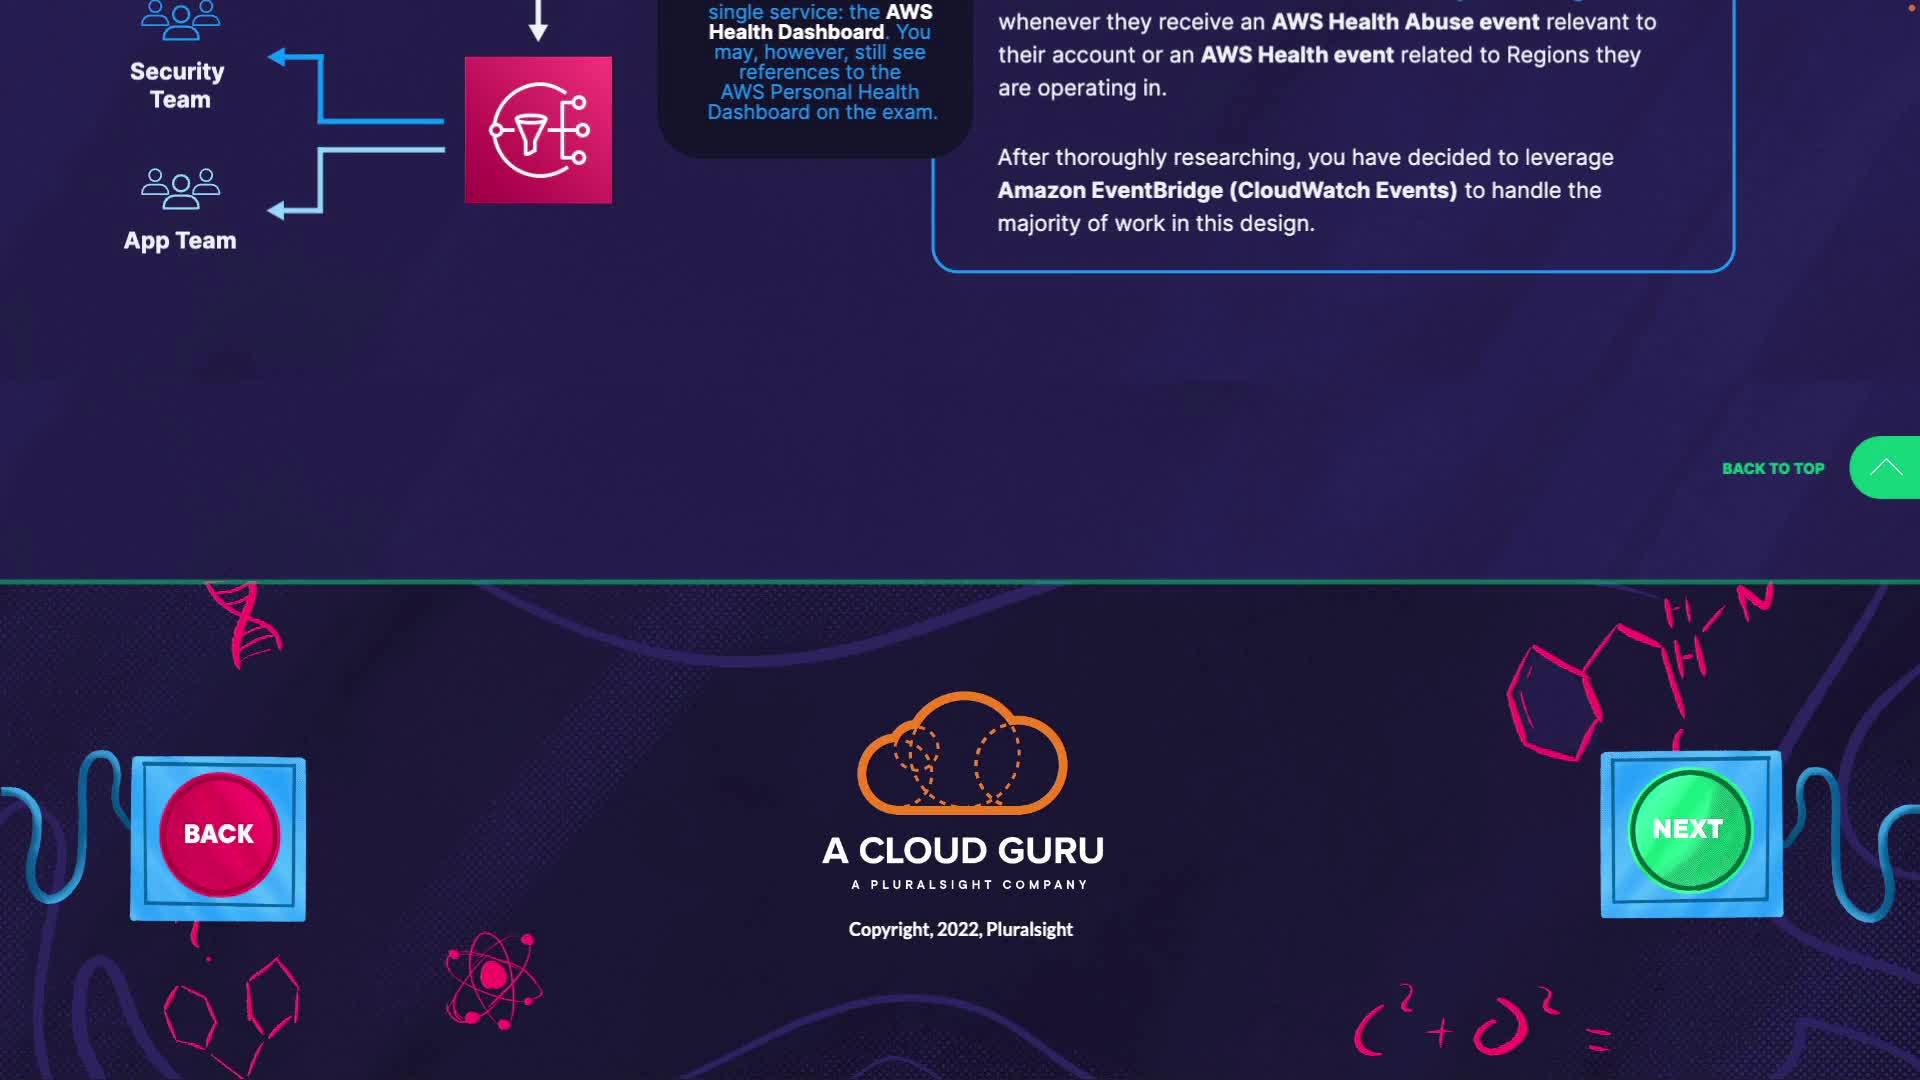 Security
Team
App Team
single service: the AWS
Health Dashboard. You
may, however, still see
references to the
AWS Personal Health
Dashboard on the exam.
whenever they receive an AWS Health Abuse event relevant to
their account or an AWS Health event related to Regions they
are operating in.
After thoroughly researching, you have decided to leverage
Amazon EventBridge (CloudWatch Events) to handle the
majority of work in this design.
BACK TO TOP
H N
H
BACK
A CLOUD GURU
A PLURALSIGHT COMPANY
Copyright, 2022, Pluralsight
NEXT
C² + O² =